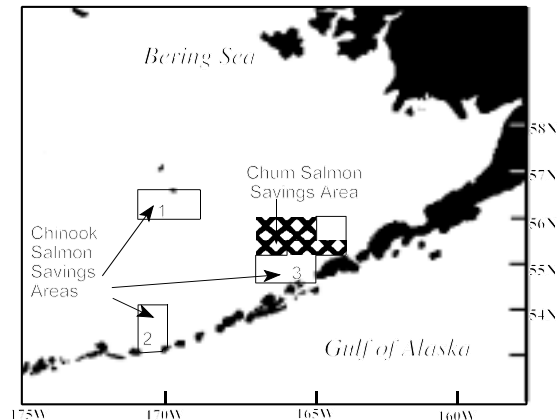 Bering Sea
58N
57N
Chum Salmon
Savings Area
56N
1
Chinook
Salmon
Savings
Areas
55N
3
54N
2
Gulf of Alaska
175W
170W
165W
160W